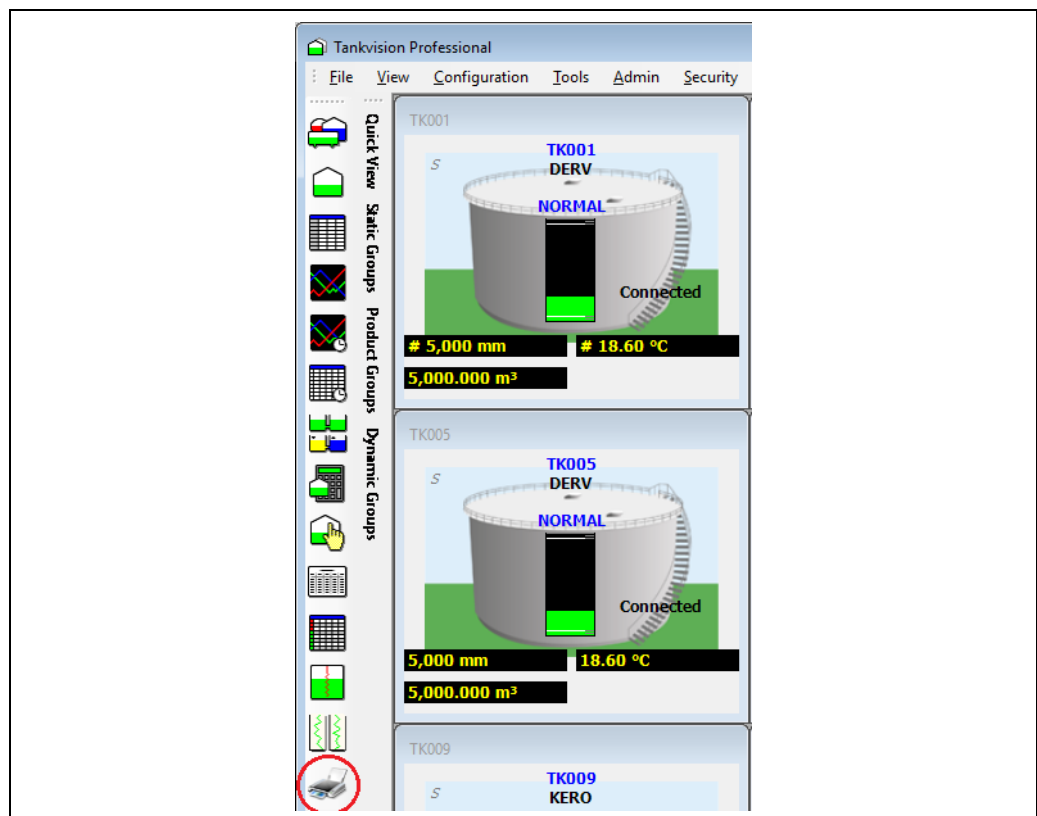 Tankvision Professional
File View Configuration Tools Admin Security
Quick View Static Groups Product Groups Dynamic Groups
TK001
TK001
S DERV
NORMAL
Connected
# 5,000 mm # 18.60 °C
5,000.000 m³
TK005
TK005
S DERV
NORMAL
Connected
5,000 mm 18.60 °C
5,000.000 m³
TK009
TK009
S KERO